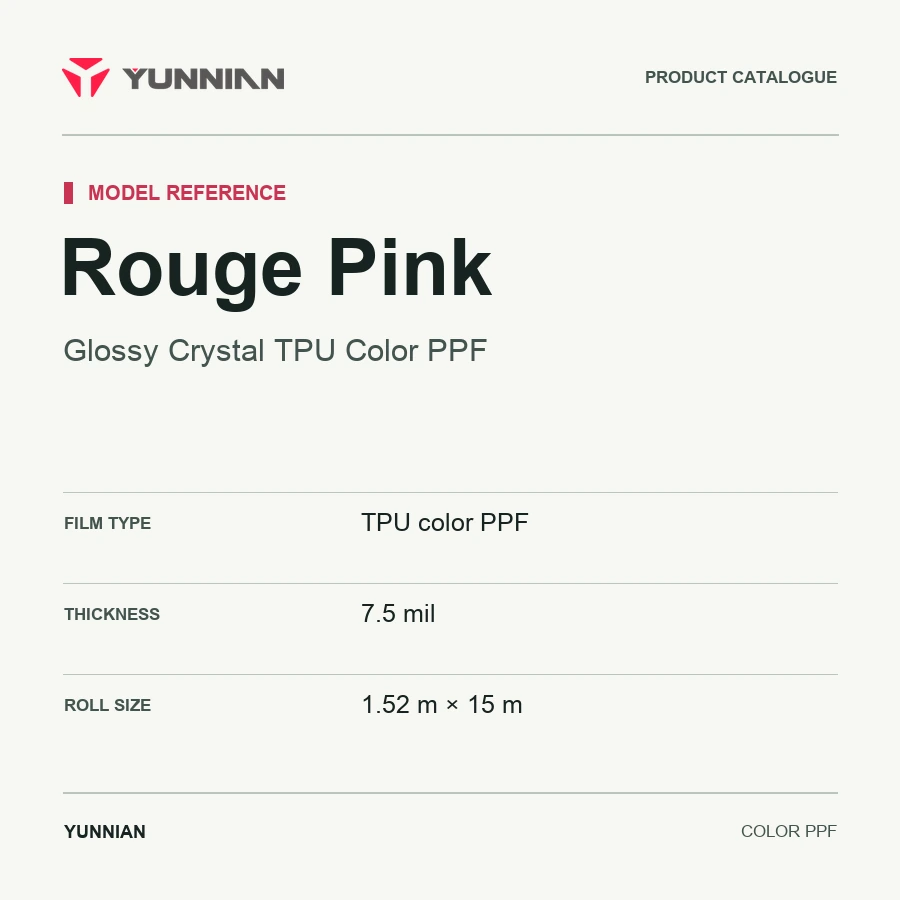 YUNNIAN
PRODUCT CATALOGUE
MODEL REFERENCE
Rouge Pink
Glossy Crystal TPU Color PPF
FILM TYPE TPU color PPF
THICKNESS 7.5 mil
ROLL SIZE 1.52 m × 15 m
YUNNIAN
COLOR PPF